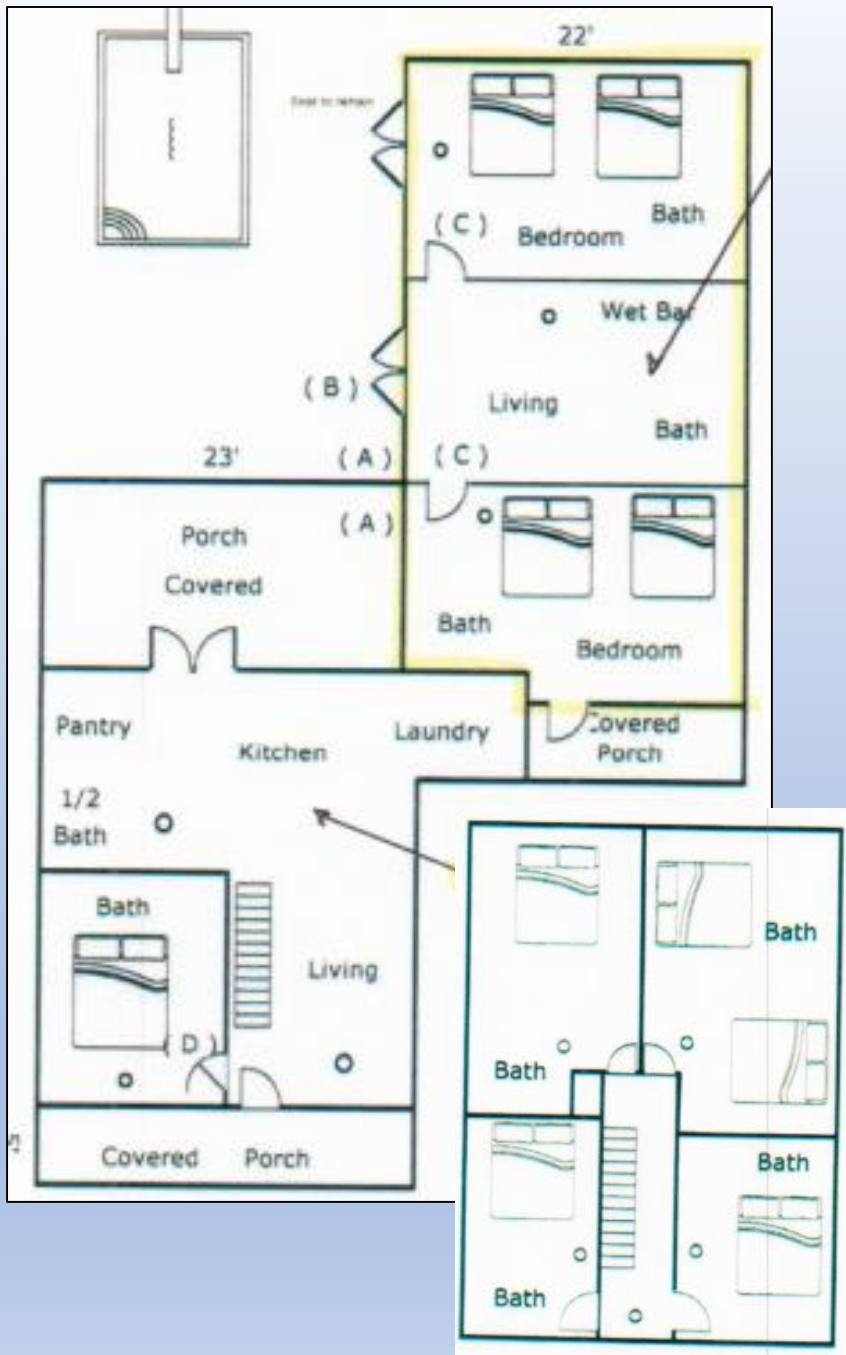 22'
Bath
( C )
Bedroom
Wet Bar
( B )
Living
Bath
23'
( A )
( C )
Porch
( A )
Covered
Bath
Bedroom
Pantry
Laundry
Covered
Kitchen
Porch
1/2
Bath
Bath
Living
( D )
Covered Porch
Bath
Bath
Bath
Bath